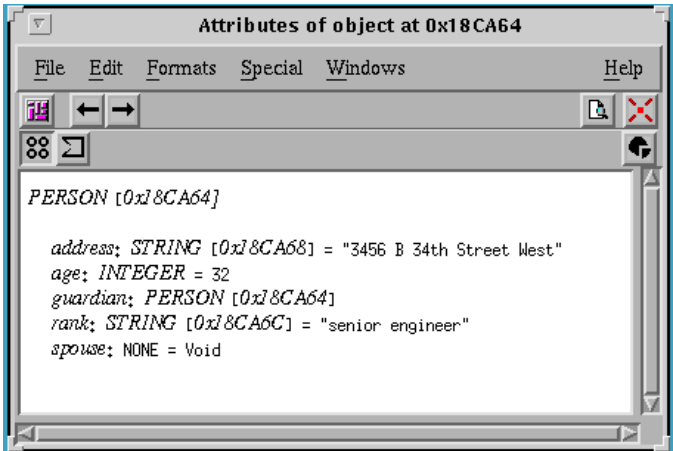 Attributes of object at 0x18CA64
File Edit Formats Special Windows Help
PERSON [0x18CA64]
address: STRING [0x18CA68] = "3456 B 34th Street West"
age: INTEGER = 32
guardian: PERSON [0x18CA64]
rank: STRING [0x18CA6C] = "senior engineer"
spouse: NONE = Void